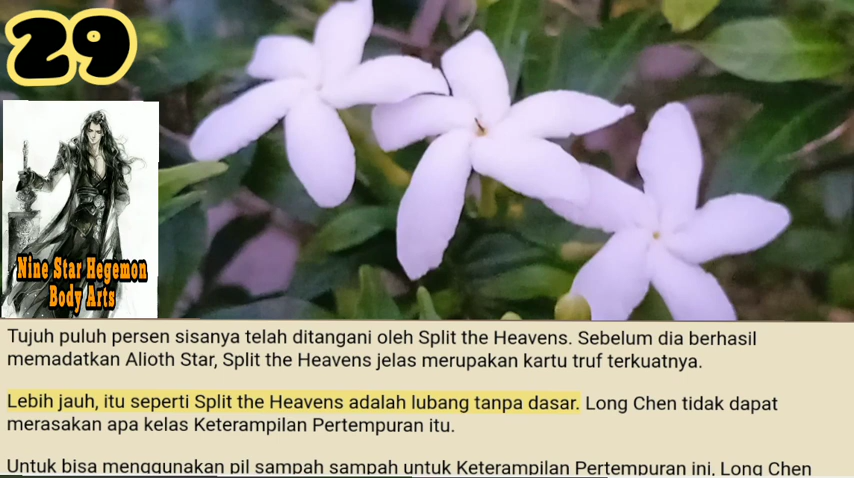 29
Nine Star Hegemon
Body Arts
Tujuh puluh persen sisanya telah ditangani oleh Split the Heavens. Sebelum dia berhasil
memadatkan Alioth Star, Split the Heavens jelas merupakan kartu truf terkuatnya.
Lebih jauh, itu seperti Split the Heavens adalah lubang tanpa dasar. Long Chen tidak dapat
merasakan apa kelas Keterampilan Pertempuran itu.
Untuk bisa menggunakan pil sampah sampah untuk Keterampilan Pertempuran ini, Long Chen